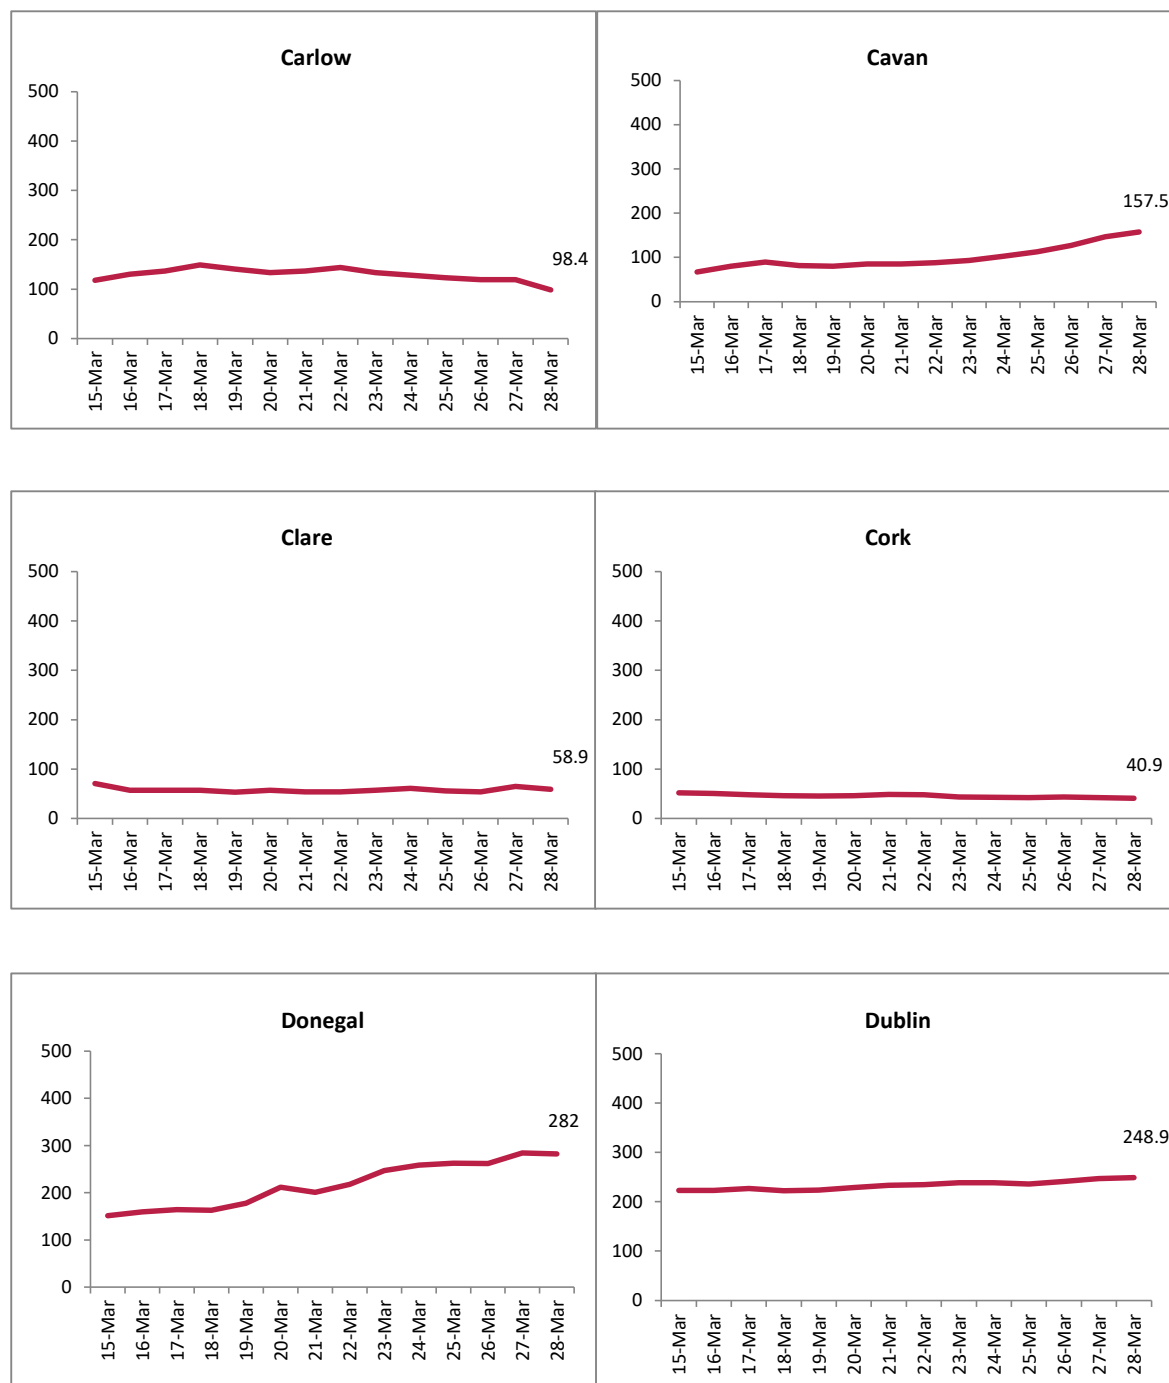 Carlow
500
400
300
200
100
0
98.4
15-Mar
16-Mar
17-Mar
18-Mar
19-Mar
20-Mar
21-Mar
22-Mar
23-Mar
24-Mar
25-Mar
26-Mar
27-Mar
28-Mar
Cavan
500
400
300
200
100
0
157.5
15-Mar
16-Mar
17-Mar
18-Mar
19-Mar
20-Mar
21-Mar
22-Mar
23-Mar
24-Mar
25-Mar
26-Mar
27-Mar
28-Mar
Clare
500
400
300
200
100
0
58.9
15-Mar
16-Mar
17-Mar
18-Mar
19-Mar
20-Mar
21-Mar
22-Mar
23-Mar
24-Mar
25-Mar
26-Mar
27-Mar
28-Mar
Cork
500
400
300
200
100
0
40.9
15-Mar
16-Mar
17-Mar
18-Mar
19-Mar
20-Mar
21-Mar
22-Mar
23-Mar
24-Mar
25-Mar
26-Mar
27-Mar
28-Mar
Donegal
500
400
300
200
100
0
282
15-Mar
16-Mar
17-Mar
18-Mar
19-Mar
20-Mar
21-Mar
22-Mar
23-Mar
24-Mar
25-Mar
26-Mar
27-Mar
28-Mar
Dublin
500
400
300
200
100
0
248.9
15-Mar
16-Mar
17-Mar
18-Mar
19-Mar
20-Mar
21-Mar
22-Mar
23-Mar
24-Mar
25-Mar
26-Mar
27-Mar
28-Mar